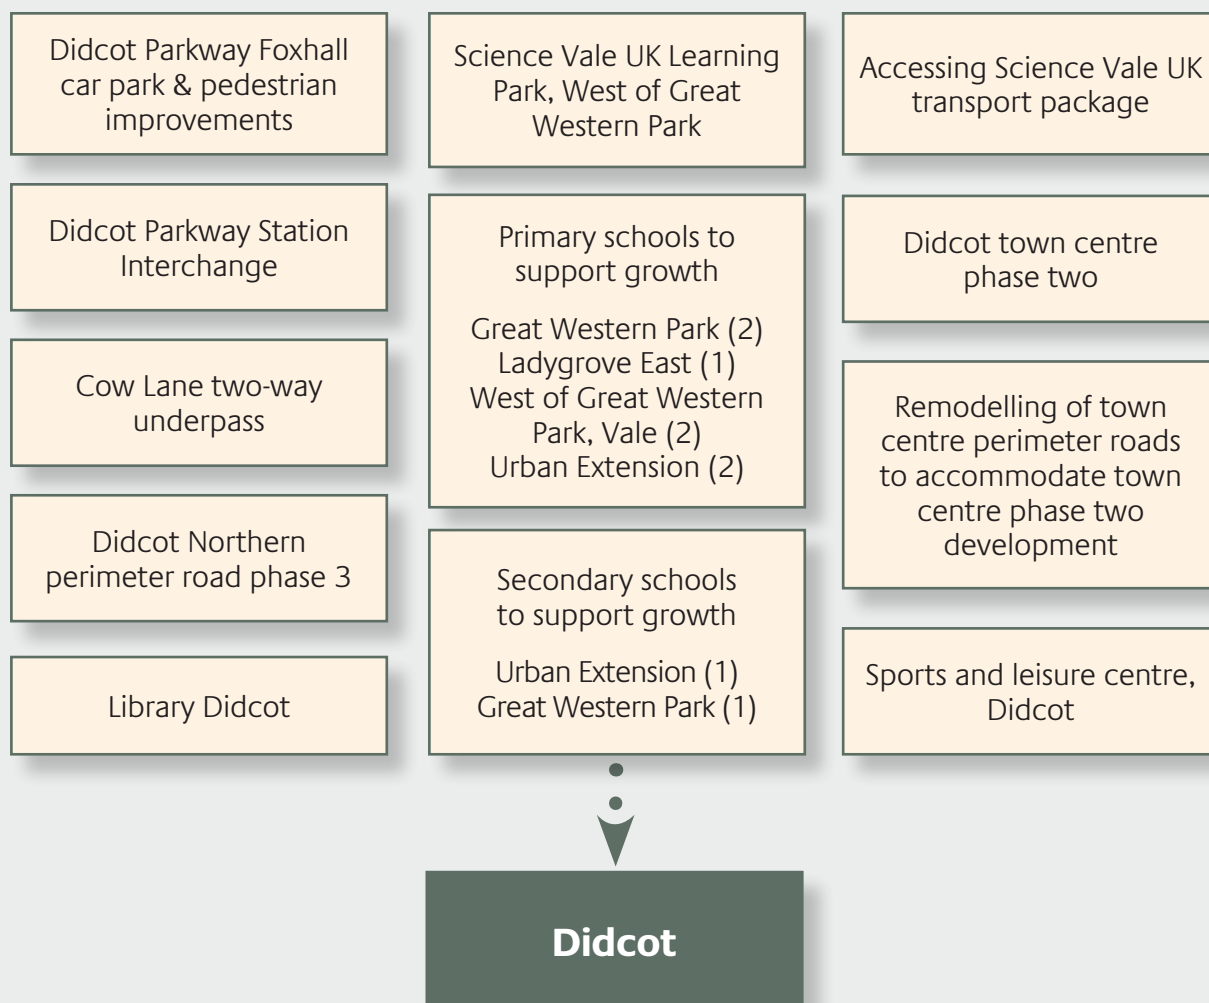 Didcot Parkway Foxhall
car park & pedestrian
improvements
Didcot Parkway Station
Interchange
Cow Lane two-way
underpass
Didcot Northern
perimeter road phase 3
Library Didcot
Science Vale UK Learning
Park, West of Great
Western Park
Primary schools to
support growth
Great Western Park (2)
Ladygrove East (1)
West of Great Western
Park, Vale (2)
Urban Extension (2)
Secondary schools
to support growth
Urban Extension (1)
Great Western Park (1)
Accessing Science Vale UK
transport package
Didcot town centre
phase two
Remodelling of town
centre perimeter roads
to accommodate town
centre phase two
development
Sports and leisure centre,
Didcot
Didcot